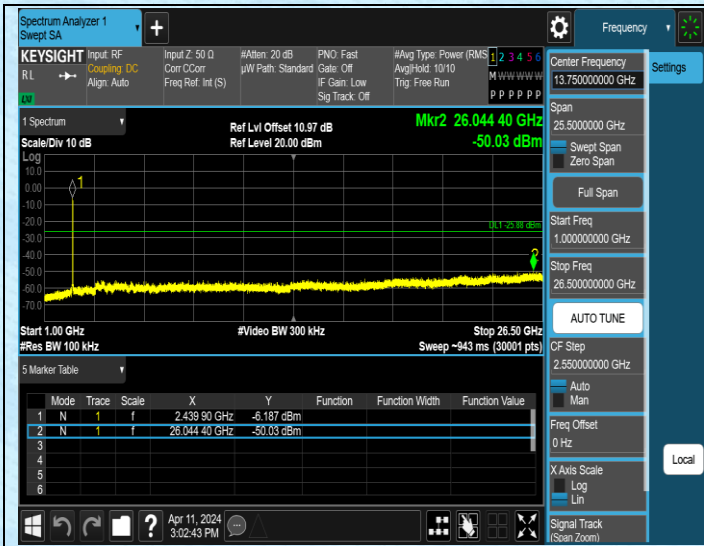 Spectrum Analyzer 1
Swept SA
+
Frequency
KEYSIGHT
RL
LXI
Input: RF
Coupling: DC
Align: Auto
Input Z: 50 Ω
Corr CCorr
Freq Ref: Int (S)
#Atten: 20 dB
µW Path: Standard
PNO: Fast
Gate: Off
IF Gain: Low
Sig Track: Off
#Avg Type: Power (RMS
Avg|Hold: 10/10
Trig: Free Run
1 2 3 4 5 6
M W W W W W
P P P P P P
1 Spectrum
Scale/Div 10 dB
Ref Lvl Offset 10.97 dB
Ref Level 20.00 dBm
Mkr2 26.044 40 GHz
-50.03 dBm
Log
10.0
0.00
-10.0
-20.0
-30.0
-40.0
-50.0
-60.0
-70.0
1
DL1 -25.88 dBm
2
Start 1.00 GHz
#Res BW 100 kHz
#Video BW 300 kHz
Stop 26.50 GHz
Sweep ~943 ms (30001 pts)
5 Marker Table
Mode Trace Scale X Y Function Function Width Function Value
1 N 1 f 2.439 90 GHz -6.187 dBm
2 N 1 f 26.044 40 GHz -50.03 dBm
3
4
5
6
Apr 11, 2024
3:02:43 PM
?
Center Frequency
13.750000000 GHz
Span
25.5000000 GHz
Swept Span
Zero Span
Full Span
Start Freq
1.000000000 GHz
Stop Freq
26.500000000 GHz
AUTO TUNE
CF Step
2.550000000 GHz
Auto
Man
Freq Offset
0 Hz
X Axis Scale
Log
Lin
Signal Track
(Span Zoom)
Settings
Local